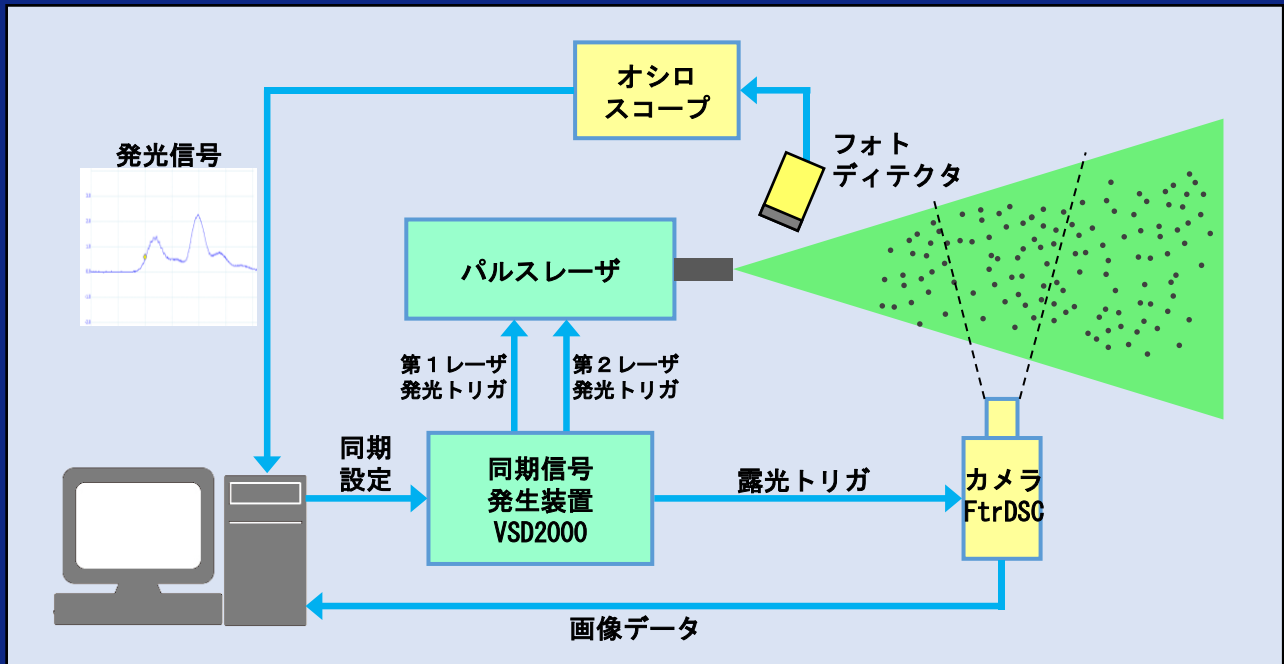 オシロ
スコープ
フォト
ディテクタ
発光信号
パルスレーザ
第１レーザ
発光トリガ
第２レーザ
発光トリガ
同期
設定
同期信号
発生装置
VSD2000
露光トリガ
カメラ
FtrDSC
画像データ